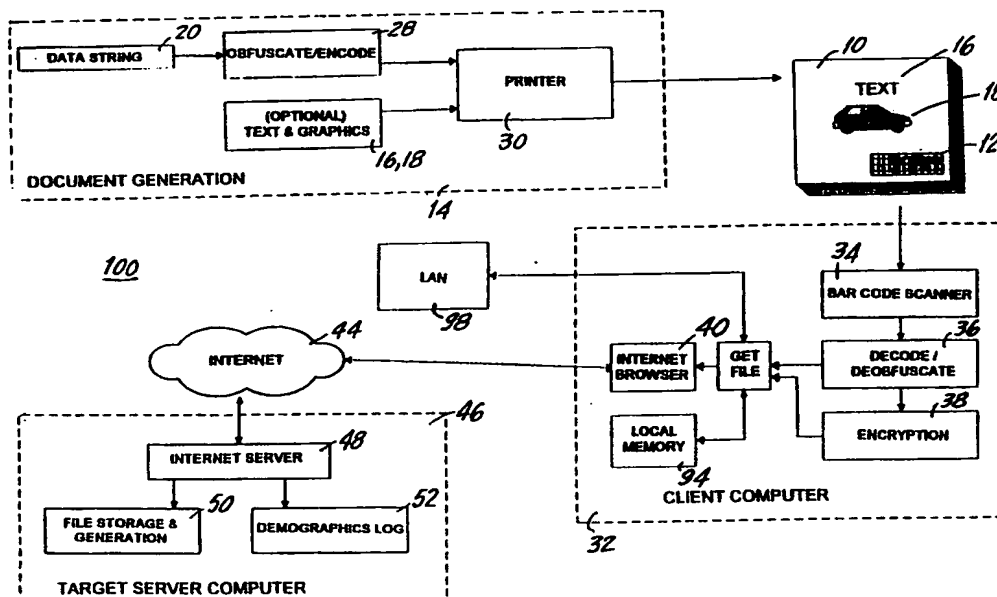 20
DATA STRING
28
OBFUSCATE/ENCODE
(OPTIONAL)
TEXT & GRAPHICS
16,18
PRINTER
30
DOCUMENT GENERATION
14
10
16
TEXT
18
12
100
LAN
98
44
INTERNET
34
BAR CODE SCANNER
36
DECODE /
DEOBFUSCATE
38
ENCRYPTION
40
INTERNET
BROWSER
GET
FILE
LOCAL
MEMORY
94
CLIENT COMPUTER
32
46
48
INTERNET SERVER
50
FILE STORAGE &
GENERATION
52
DEMOGRAPHICS LOG
TARGET SERVER COMPUTER